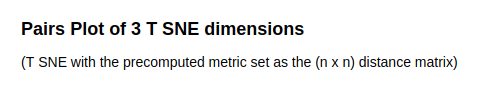 Pairs Plot of 3 T SNE dimensions
(T SNE with the precomputed metric set as the (n x n) distance matrix)